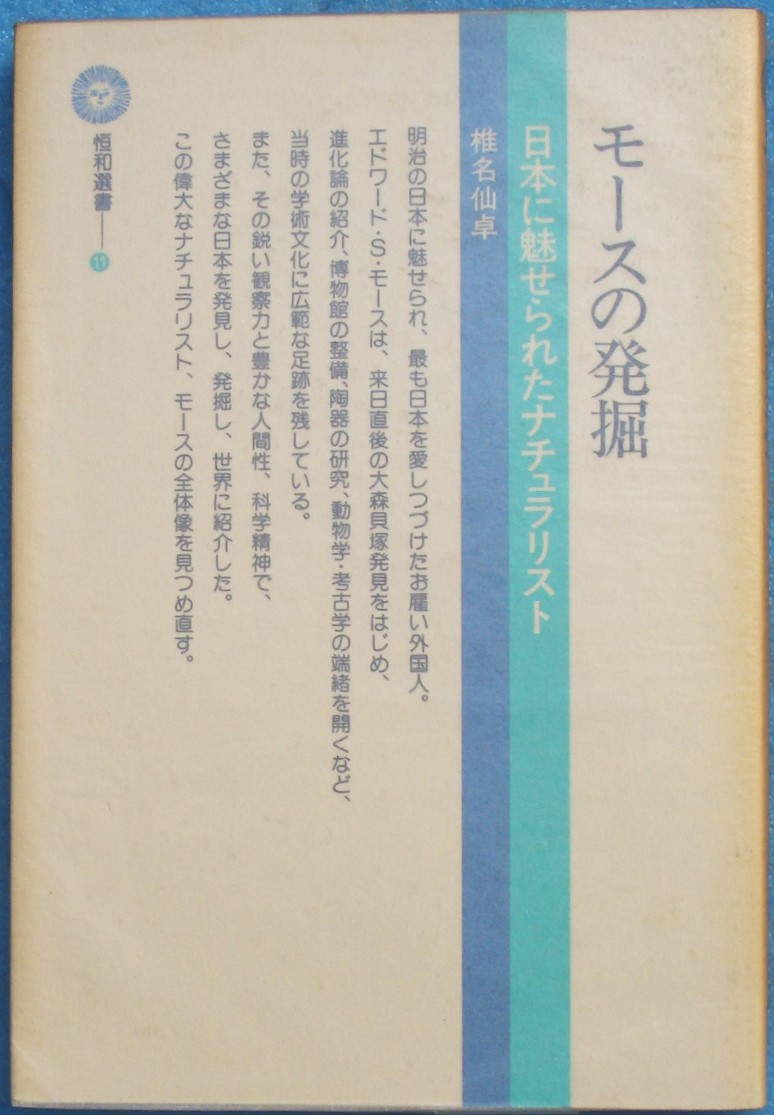 モースの発掘
日本に魅せられたナチュラリスト
椎名仙卓
明治の日本に魅せられ、最も日本を愛しつづけたお雇い外国人。
エドワード・S・モースは、来日直後の大森貝塚発見をはじめ、
進化論の紹介、博物館の整備、陶器の研究、動物学・考古学の端緒を開くなど、
当時の学術文化に広範な足跡を残している。
また、その鋭い観察力と豊かな人間性、科学精神で、
さまざまな日本を発見し、発掘し、世界に紹介した。
この偉大なナチュラリスト、モースの全体像を見つめ直す。
恒和選書――11